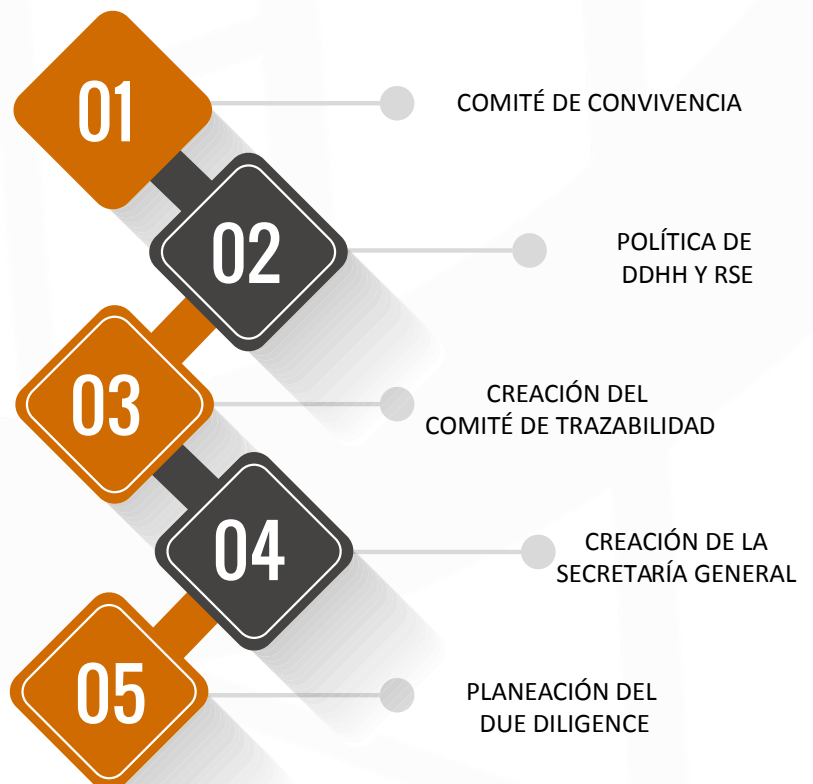 01
COMITÉ DE CONVIVENCIA
02
POLÍTICA DE
DDHH Y RSE
03
CREACIÓN DEL
COMITÉ DE TRAZABILIDAD
04
CREACIÓN DE LA
SECRETARÍA GENERAL
05
PLANEACIÓN DEL
DUE DILIGENCE